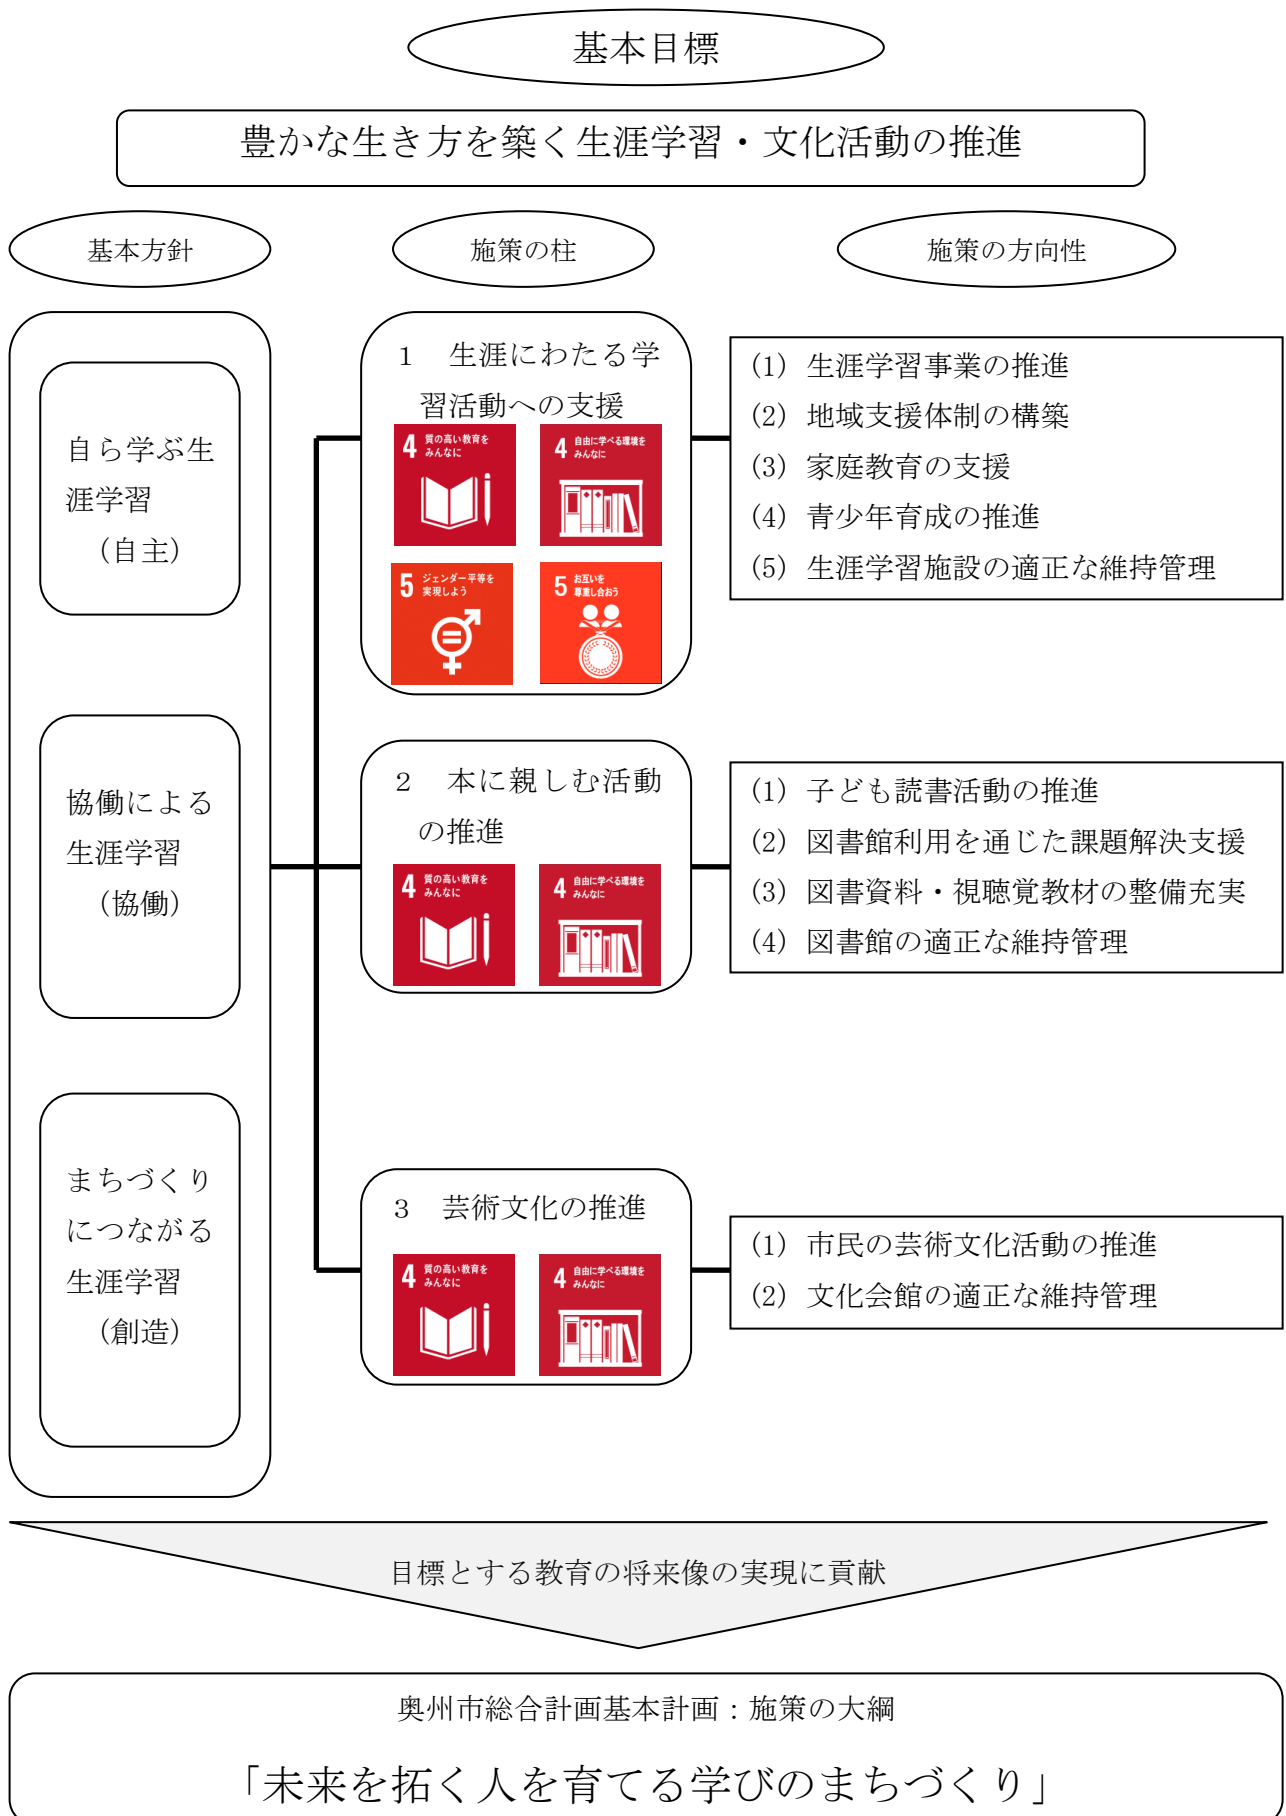 基本目標
豊かな生き方を築く生涯学習・文化活動の推進
基本方針
施策の柱
施策の方向性
自ら学ぶ生
涯学習
（自主）
協働による
生涯学習
（協働）
まちづくり
につながる
生涯学習
（創造）
1　生涯にわたる学
習活動への支援
4 質の高い教育を
みんなに
4 自由に学べる環境を
みんなに
5 ジェンダー平等を
実現しよう
5 お互いを
尊重し合おう
(1) 生涯学習事業の推進
(2) 地域支援体制の構築
(3) 家庭教育の支援
(4) 青少年育成の推進
(5) 生涯学習施設の適正な維持管理
2　本に親しむ活動
の推進
4 質の高い教育を
みんなに
4 自由に学べる環境を
みんなに
(1) 子ども読書活動の推進
(2) 図書館利用を通じた課題解決支援
(3) 図書資料・視聴覚教材の整備充実
(4) 図書館の適正な維持管理
3　芸術文化の推進
4 質の高い教育を
みんなに
4 自由に学べる環境を
みんなに
(1) 市民の芸術文化活動の推進
(2) 文化会館の適正な維持管理
目標とする教育の将来像の実現に貢献
奥州市総合計画基本計画：施策の大綱
「未来を拓く人を育てる学びのまちづくり」